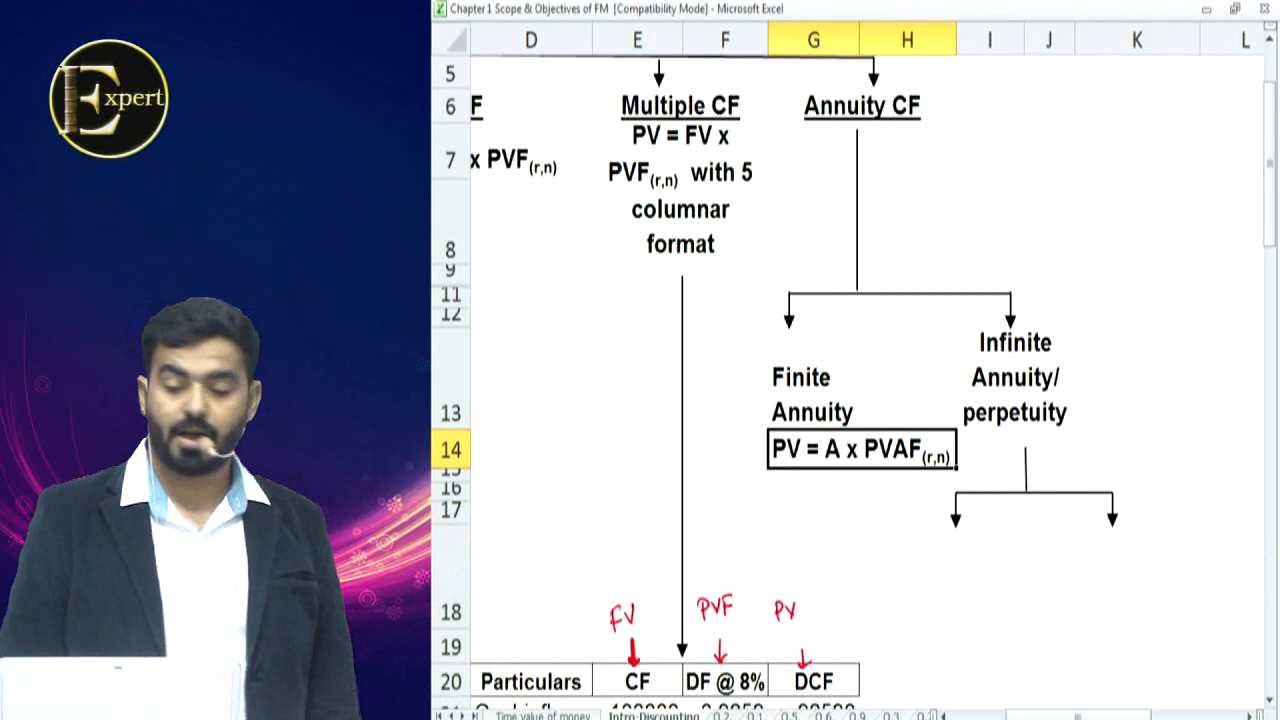 Expert
Chapter 1 Scope & Objectives of FM [Compatibility Mode] - Microsoft Excel
D E F G H I J K L
5
6 F Multiple CF Annuity CF
PV = FV x
7 x PVF(r,n) PVF(r,n) with 5
columnar
8 format
9
11
12
Infinite
Finite Annuity/
13 Annuity perpetuity
14 PV = A x PVAF(r,n)
15
16
17
18 FV PVF PV
19
20 Particulars CF DF @ 8% DCF
Time value of money Intro-Discounting